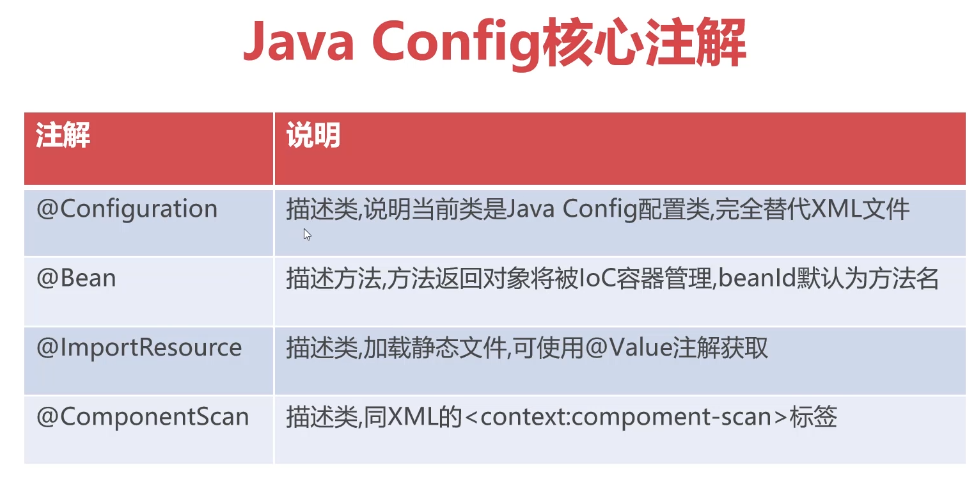 Java Config核心注解
注解 说明
@Configuration 描述类,说明当前类是Java Config配置类,完全替代XML文件
@Bean 描述方法,方法返回对象将被IoC容器管理,beanId默认为方法名
@ImportResource 描述类,加载静态文件,可使用@Value注解获取
@ComponentScan 描述类,同XML的<context:compoment-scan>标签